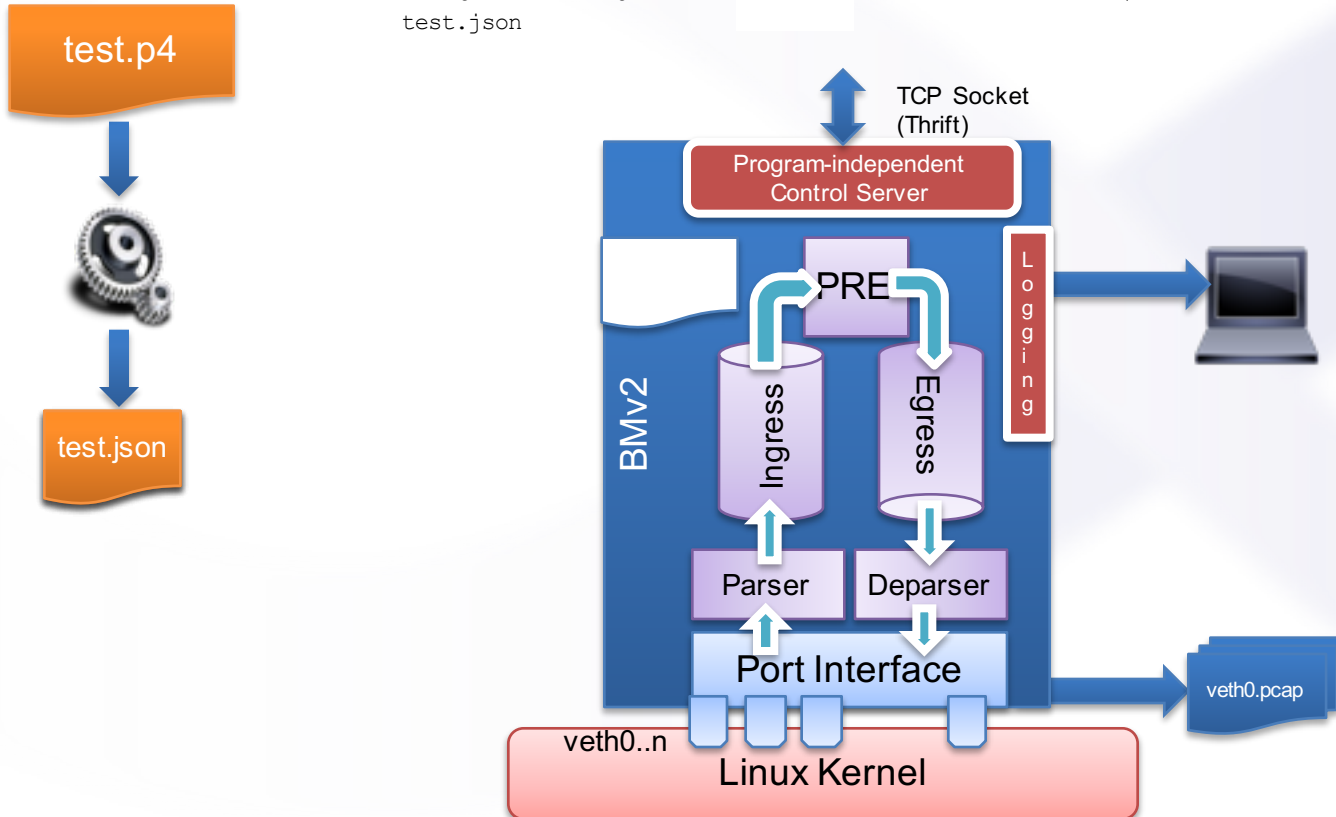 test.json
test.p4
TCP Socket
(Thrift)
Program-independent
Control Server
Logging
PRE
Ingress
Egress
BMv2
test.json
Parser
Deparser
Port Interface
veth0.pcap
veth0..n
Linux Kernel